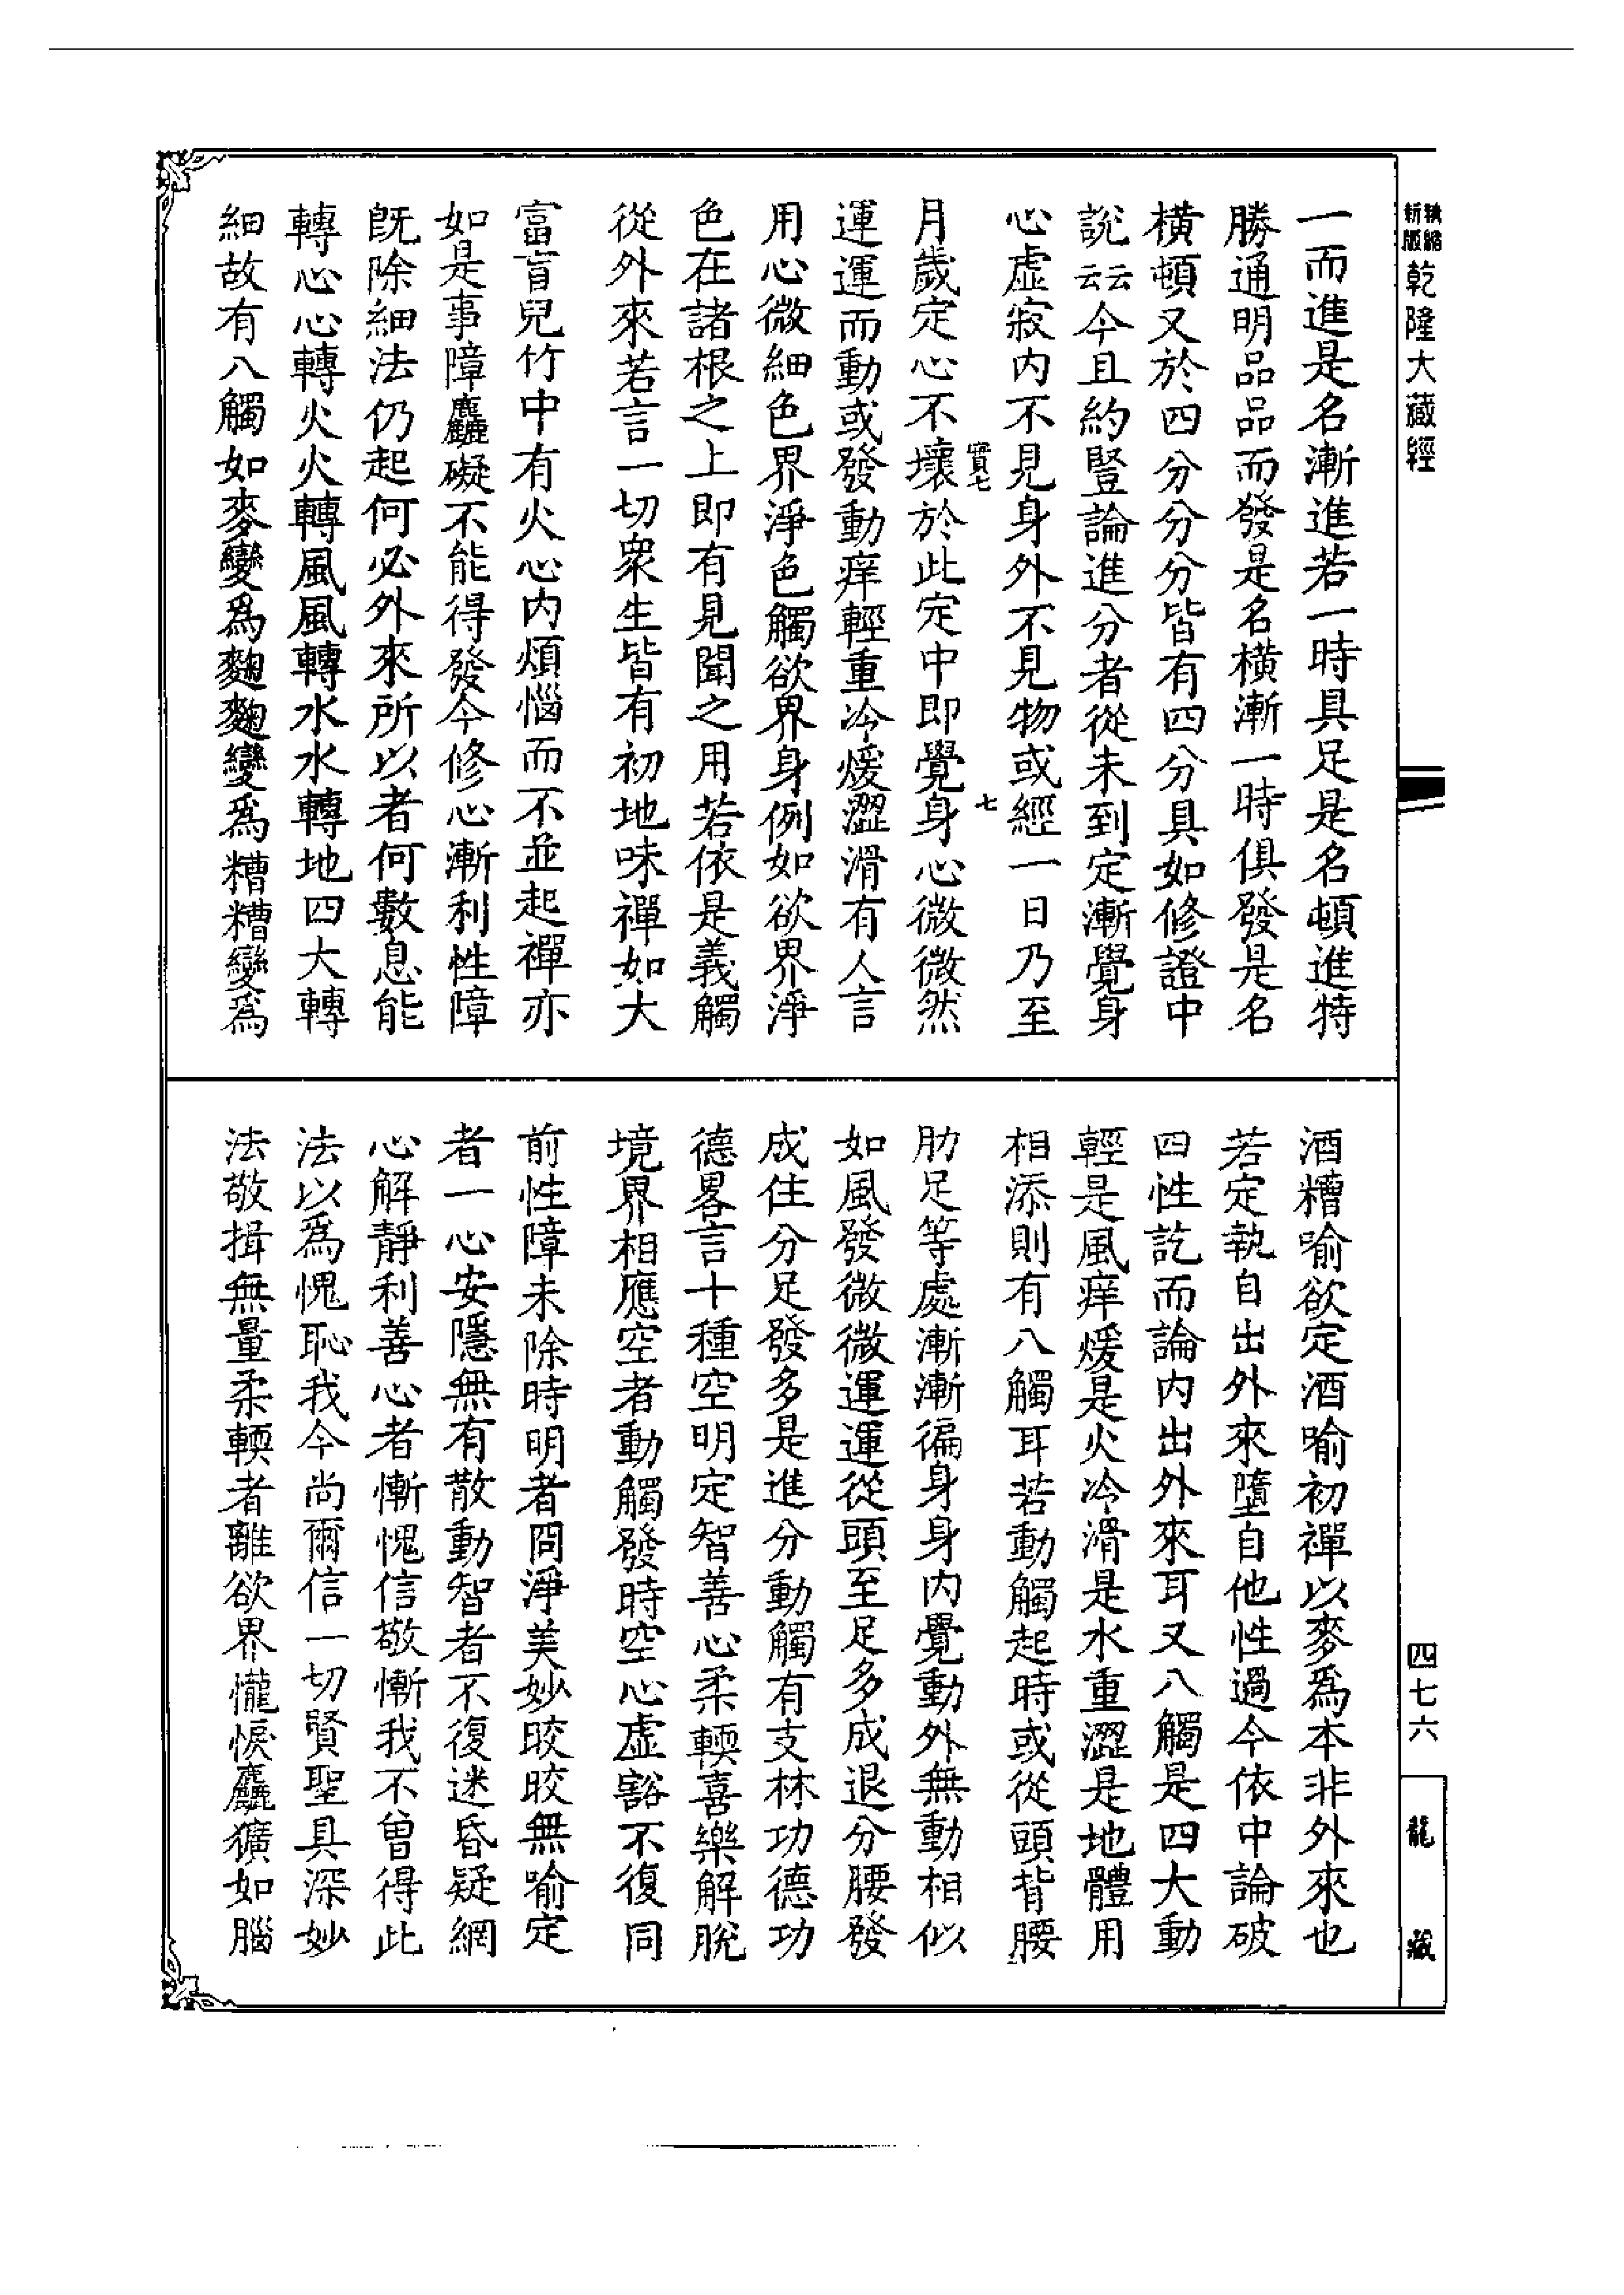 精縮
新版
乾隆大藏經
一而進是名漸進若一時具足是名頓進特
勝通明品品而發是名橫漸一時俱發是名
橫頓又於四分分分皆有四分具如修證中
說云云今且約豎論進分者從未到定漸覺身
心虛寂内不見身外不見物或經一日乃至
月歲定心不壞於此定中即覺身心微微然
運運而動或發動痒輕重冷煖澀滑有人言
用心微細色界淨色觸欲界身例如欲界淨
色在諸根之上即有見聞之用若依是義觸
從外來若言一切衆生皆有初地味禪如大
富盲兒竹中有火心内煩惱而不並起禪亦
如是事障麤礙不能得發今修心漸利性障
既除細法仍起何必外來所以者何數息能
轉心心轉火火轉風風轉水水轉地四大轉
細故有八觸如麥變爲麴麴變爲糟糟變爲
實七
七
酒糟喻欲定酒喻初禪以麥爲本非外來也
若定執自出外來墮自他性過今依中論破
四性訖而論内出外來耳又八觸是四大動
輕是風痒煖是火冷滑是水重澀是地體用
相添則有八觸耳若動觸起時或從頭背腰
肋足等處漸漸徧身身内覺動外無動相似
如風發微微運運從頭至足多成退分腰發
成住分足發多是進分動觸有支林功德功
德畧言十種空明定智善心柔輭喜樂解脫
境界相應空者動觸發時空心虛豁不復同
前性障未除時明者冏淨美妙皎皎無喻定
者一心安隱無有散動智者不復迷昏疑網
心解靜利善心者慚愧信敬慚我不曾得此
法以爲愧恥我今尚爾信一切賢聖具深妙
法敬揖無量柔輭者離欲界懡悷麤獷如腦
四七六
龍藏